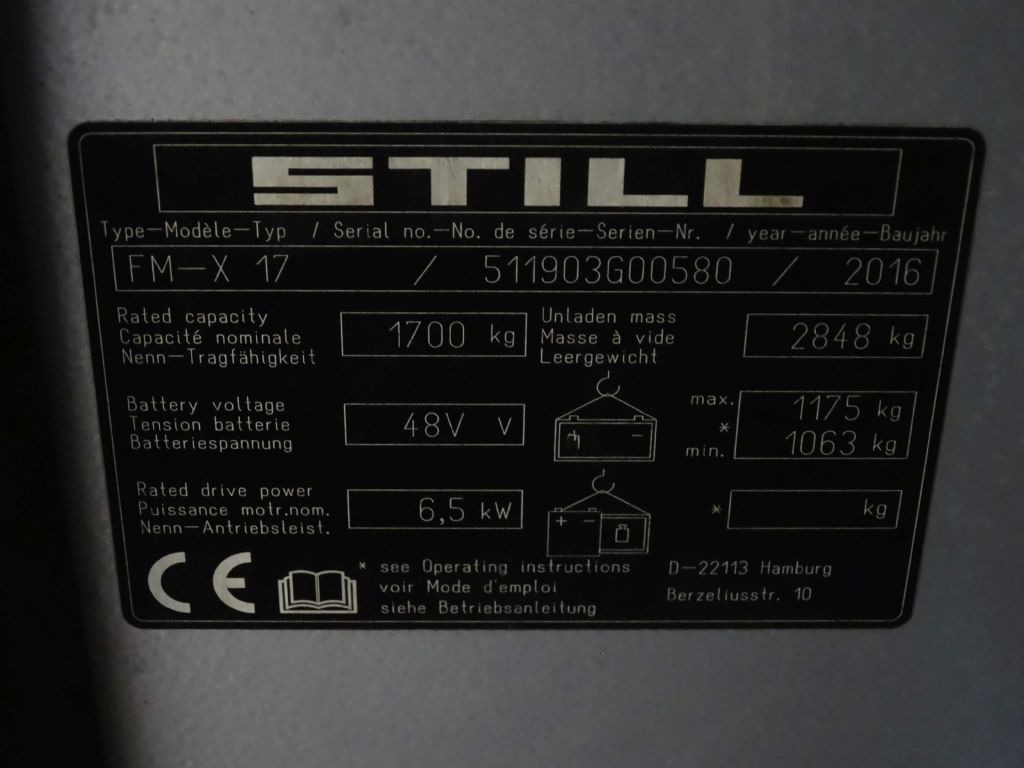 STILL
Type-Modèle-Typ / Serial no.-No. de série-Serien-Nr. / year-année-Baujahr
FM-X 17 / 511903G00580 / 2016
Rated capacity
Capacité nominale
Nenn-Tragfähigkeit
1700 kg
Unladen mass
Masse à vide
Leergewicht
2848 kg
Battery voltage
Tension batterie
Batteriespannung
48V V
max. 1175 kg
*
min. 1063 kg
Rated drive power
Puissance motr.nom.
Nenn-Antriebsleist.
6,5 kW
+ -
* kg
CE
* see Operating instructions
voir Mode d'emploi
siehe Betriebsanleitung
D-22113 Hamburg
Berzeliusstr. 10